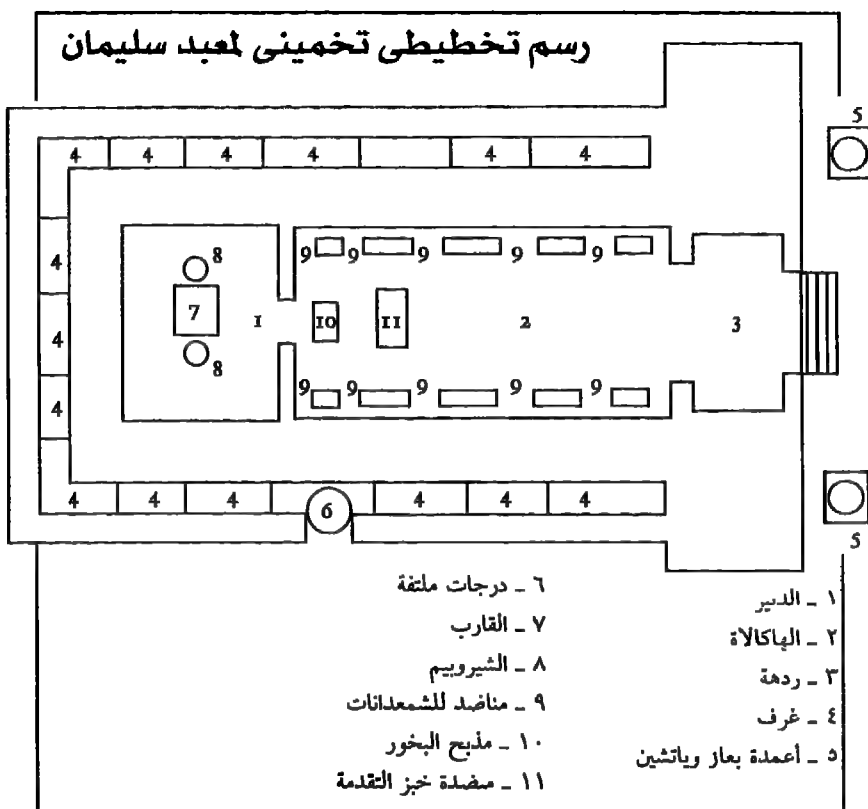 رسم تخطيطى تخمينى لمعبد سليمان
5
4 4 4 4 4 4
8 9 9 9 9 9
4
7 1 10 11 2 3
4
8
4 9 9 9 9 9
4 4 4 4 4 4
6
5
١ - الدبير
٢ - الهاكالاة
٣ - ردهة
٤ - غرف
٥ - أعمدة بعاز وياتشين
٦ - درجات ملتفة
٧ - القارب
٨ - الشيروبيم
٩ - مناضد للشمعدانات
١٠ - مذبح البخور
١١ - منضدة خبز التقدمة